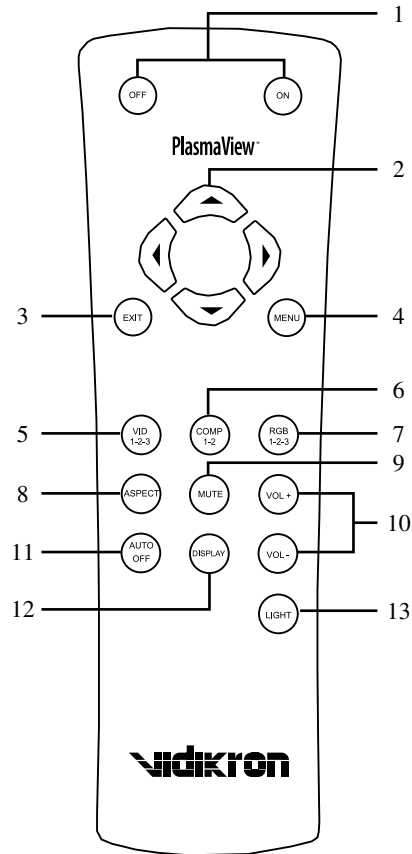 1
OFF
ON
PlasmaView™
2
3
EXIT
MENU
4
6
5
VID
1-2-3
COMP
1-2
RGB
1-2-3
7
9
8
ASPECT
MUTE
VOL +
10
11
AUTO
OFF
DISPLAY
VOL -
12
LIGHT
13
vidikron